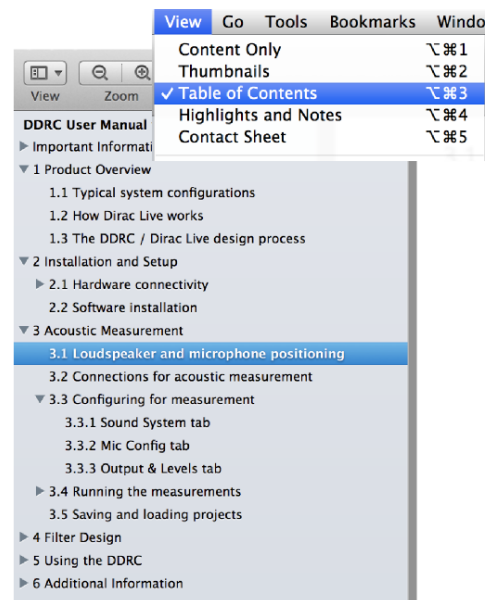 View Go Tools Bookmarks Windo
Content Only ⌥⌘1
Thumbnails ⌥⌘2
✓ Table of Contents ⌥⌘3
Highlights and Notes ⌥⌘4
Contact Sheet ⌥⌘5
View Zoom
DDRC User Manual
Important Informati
1 Product Overview
1.1 Typical system configurations
1.2 How Dirac Live works
1.3 The DDRC / Dirac Live design process
2 Installation and Setup
2.1 Hardware connectivity
2.2 Software installation
3 Acoustic Measurement
3.1 Loudspeaker and microphone positioning
3.2 Connections for acoustic measurement
3.3 Configuring for measurement
3.3.1 Sound System tab
3.3.2 Mic Config tab
3.3.3 Output & Levels tab
3.4 Running the measurements
3.5 Saving and loading projects
4 Filter Design
5 Using the DDRC
6 Additional Information